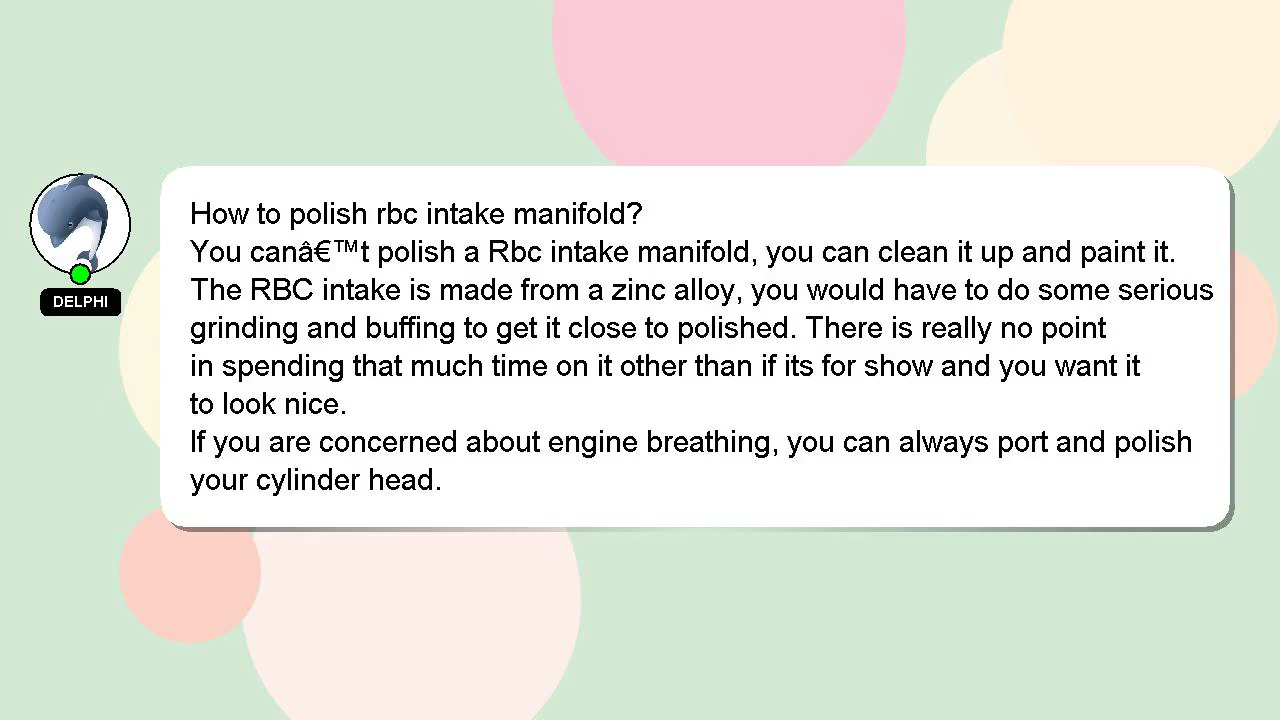 DELPHI
How to polish rbc intake manifold?
You canâ€™t polish a Rbc intake manifold, you can clean it up and paint it.
The RBC intake is made from a zinc alloy, you would have to do some serious
grinding and buffing to get it close to polished. There is really no point
in spending that much time on it other than if its for show and you want it
to look nice.
If you are concerned about engine breathing, you can always port and polish
your cylinder head.